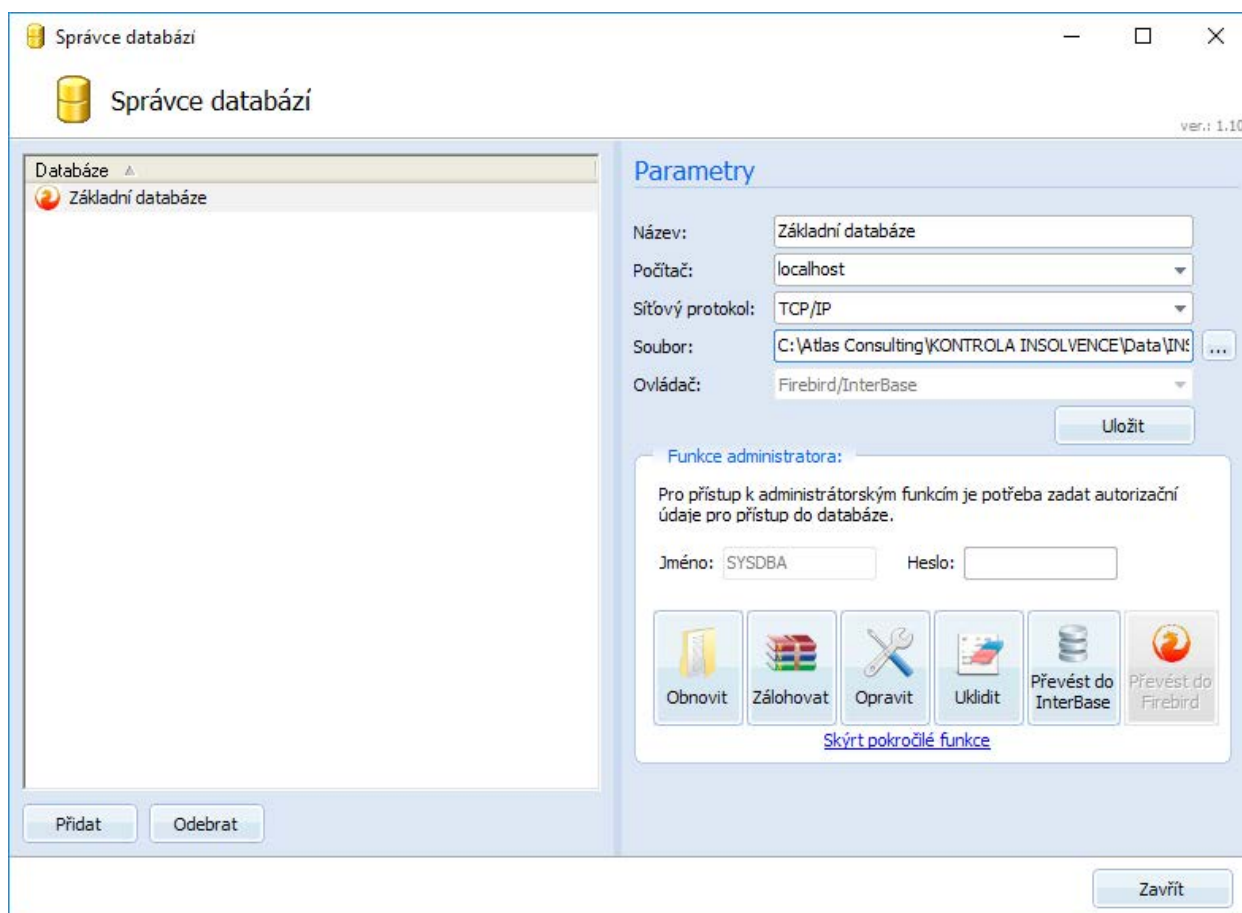 Správce databází
Správce databází
ver.: 1.10
Databáze
Základní databáze
Parametry
Název: Základní databáze
Počítač: localhost
Síťový protokol: TCP/IP
Soubor: C:\Atlas Consulting\KONTROLA INSOLVENCE\Data\INS ...
Ovládač: Firebird/InterBase
Uložit
Funkce administratora:
Pro přístup k administrátorským funkcím je potřeba zadat autorizační
údaje pro přístup do databáze.
Jméno: SYSDBA Heslo:
Obnovit Zálohovat Opravit Uklidit Převést do InterBase Převést do Firebird
Skýrt pokročilé funkce
Přidat Odebrat
Zavřít